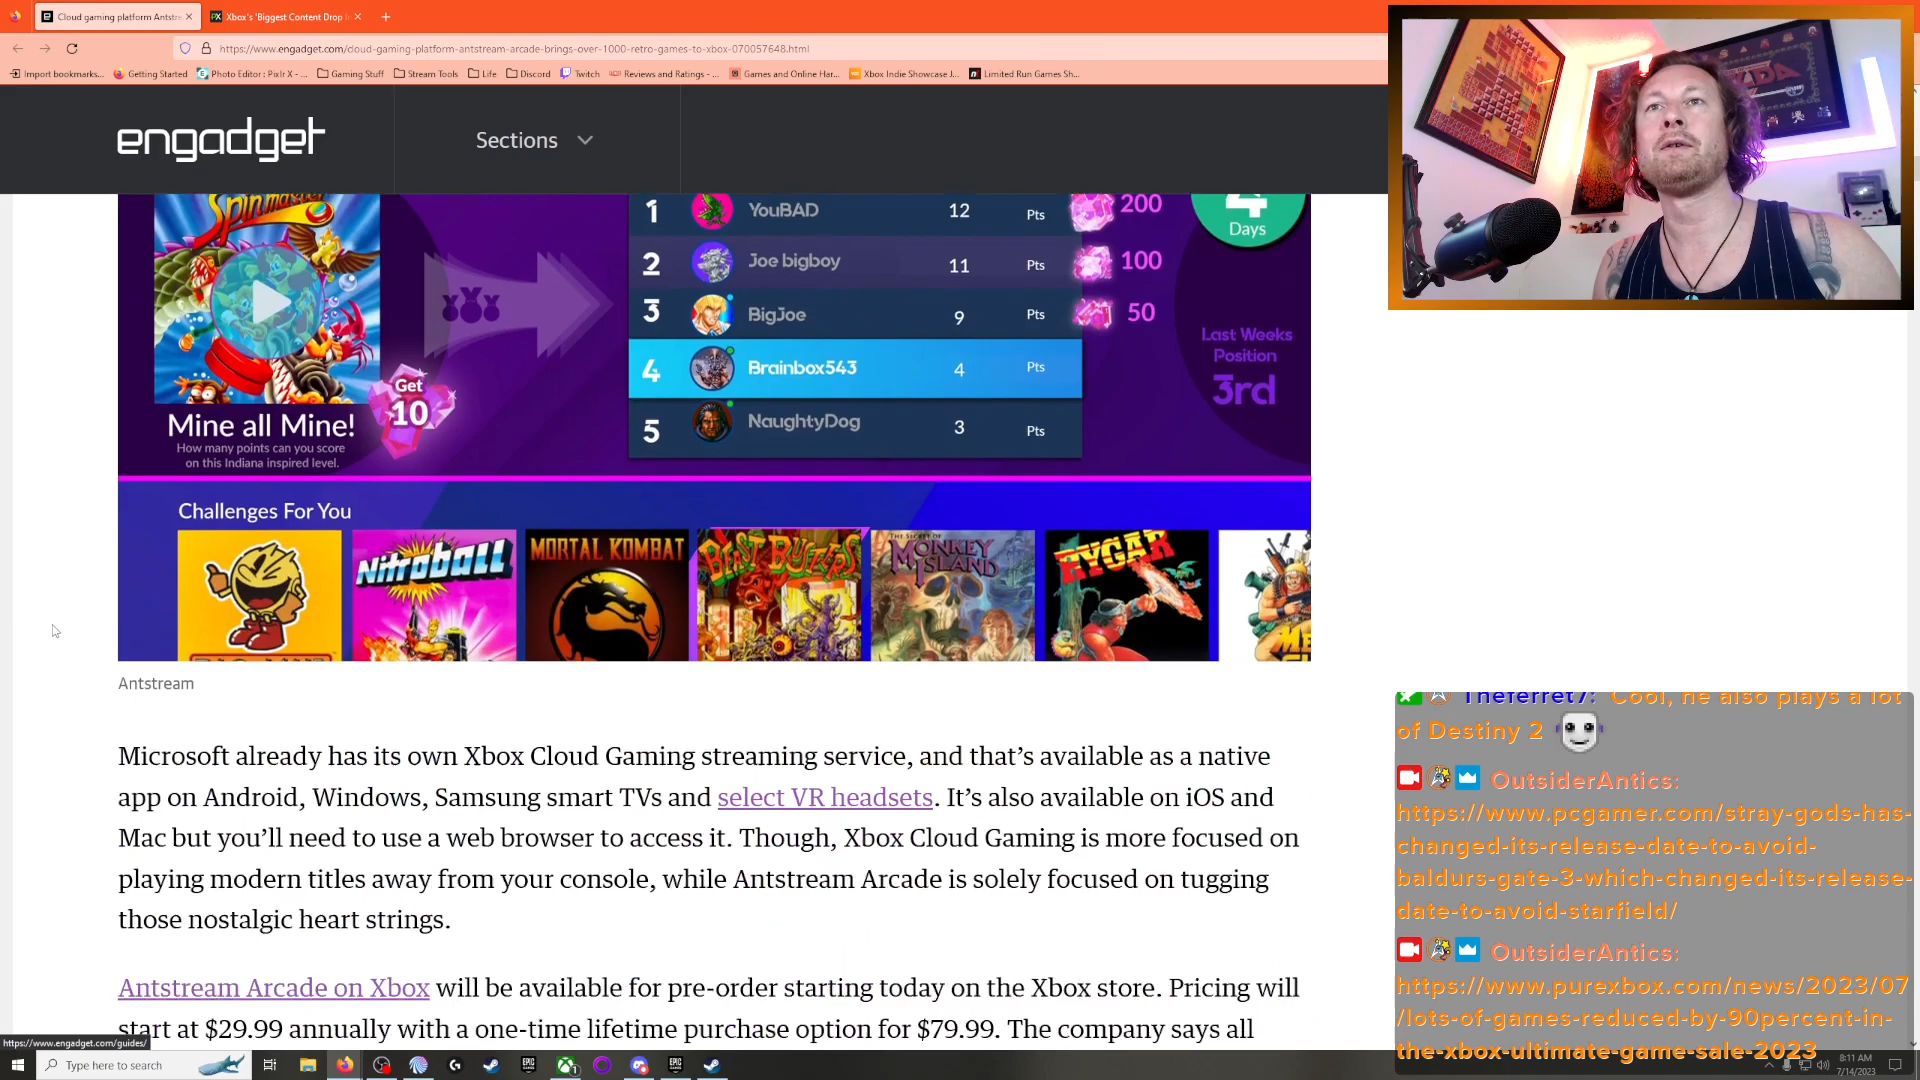 Cloud gaming platform Antstre
Xbox's 'Biggest Content Drop
https://www.engadget.com/cloud-gaming-platform-antstream-arcade-brings-over-1000-retro-games-to-xbox-070057648.html
Import bookmarks...
Getting Started
Photo Editor : Pixlr X - ...
Gaming Stuff
Stream Tools
Life
Discord
Twitch
Reviews and Ratings - ...
Games and Online Har...
Xbox Indie Showcase J...
Limited Run Games Sh...
engadget
Sections
Spinmaster
Get
10
Mine all Mine!
How many points can you score
on this Indiana inspired level.
1 YouBAD 12 Pts 200
2 Joe bigboy 11 Pts 100
3 BigJoe 9 Pts 50
4 Brainbox543 4 Pts
5 NaughtyDog 3 Pts
4
Days
Last Weeks
Position
3rd
Challenges For You
Nitroball
MORTAL KOMBAT
BEAST BUSTERS
THE SECRET OF
MONKEY
ISLAND
RYGAR
Antstream
Microsoft already has its own Xbox Cloud Gaming streaming service, and that’s available as a native
app on Android, Windows, Samsung smart TVs and select VR headsets. It’s also available on iOS and
Mac but you’ll need to use a web browser to access it. Though, Xbox Cloud Gaming is more focused on
playing modern titles away from your console, while Antstream Arcade is solely focused on tugging
those nostalgic heart strings.
Antstream Arcade on Xbox will be available for pre-order starting today on the Xbox store. Pricing will
start at $29.99 annually with a one-time lifetime purchase option for $79.99. The company says all
https://www.engadget.com/guides/
Theferret7: Cool, he also plays a lot
of Destiny 2
OutsiderAntics:
https://www.pcgamer.com/stray-gods-has-
changed-its-release-date-to-avoid-
baldurs-gate-3-which-changed-its-release-
date-to-avoid-starfield/
OutsiderAntics:
https://www.purexbox.com/news/2023/07
/lots-of-games-reduced-by-90percent-in-
the-xbox-ultimate-game-sale-2023
Type here to search
8:11 AM
7/14/2023